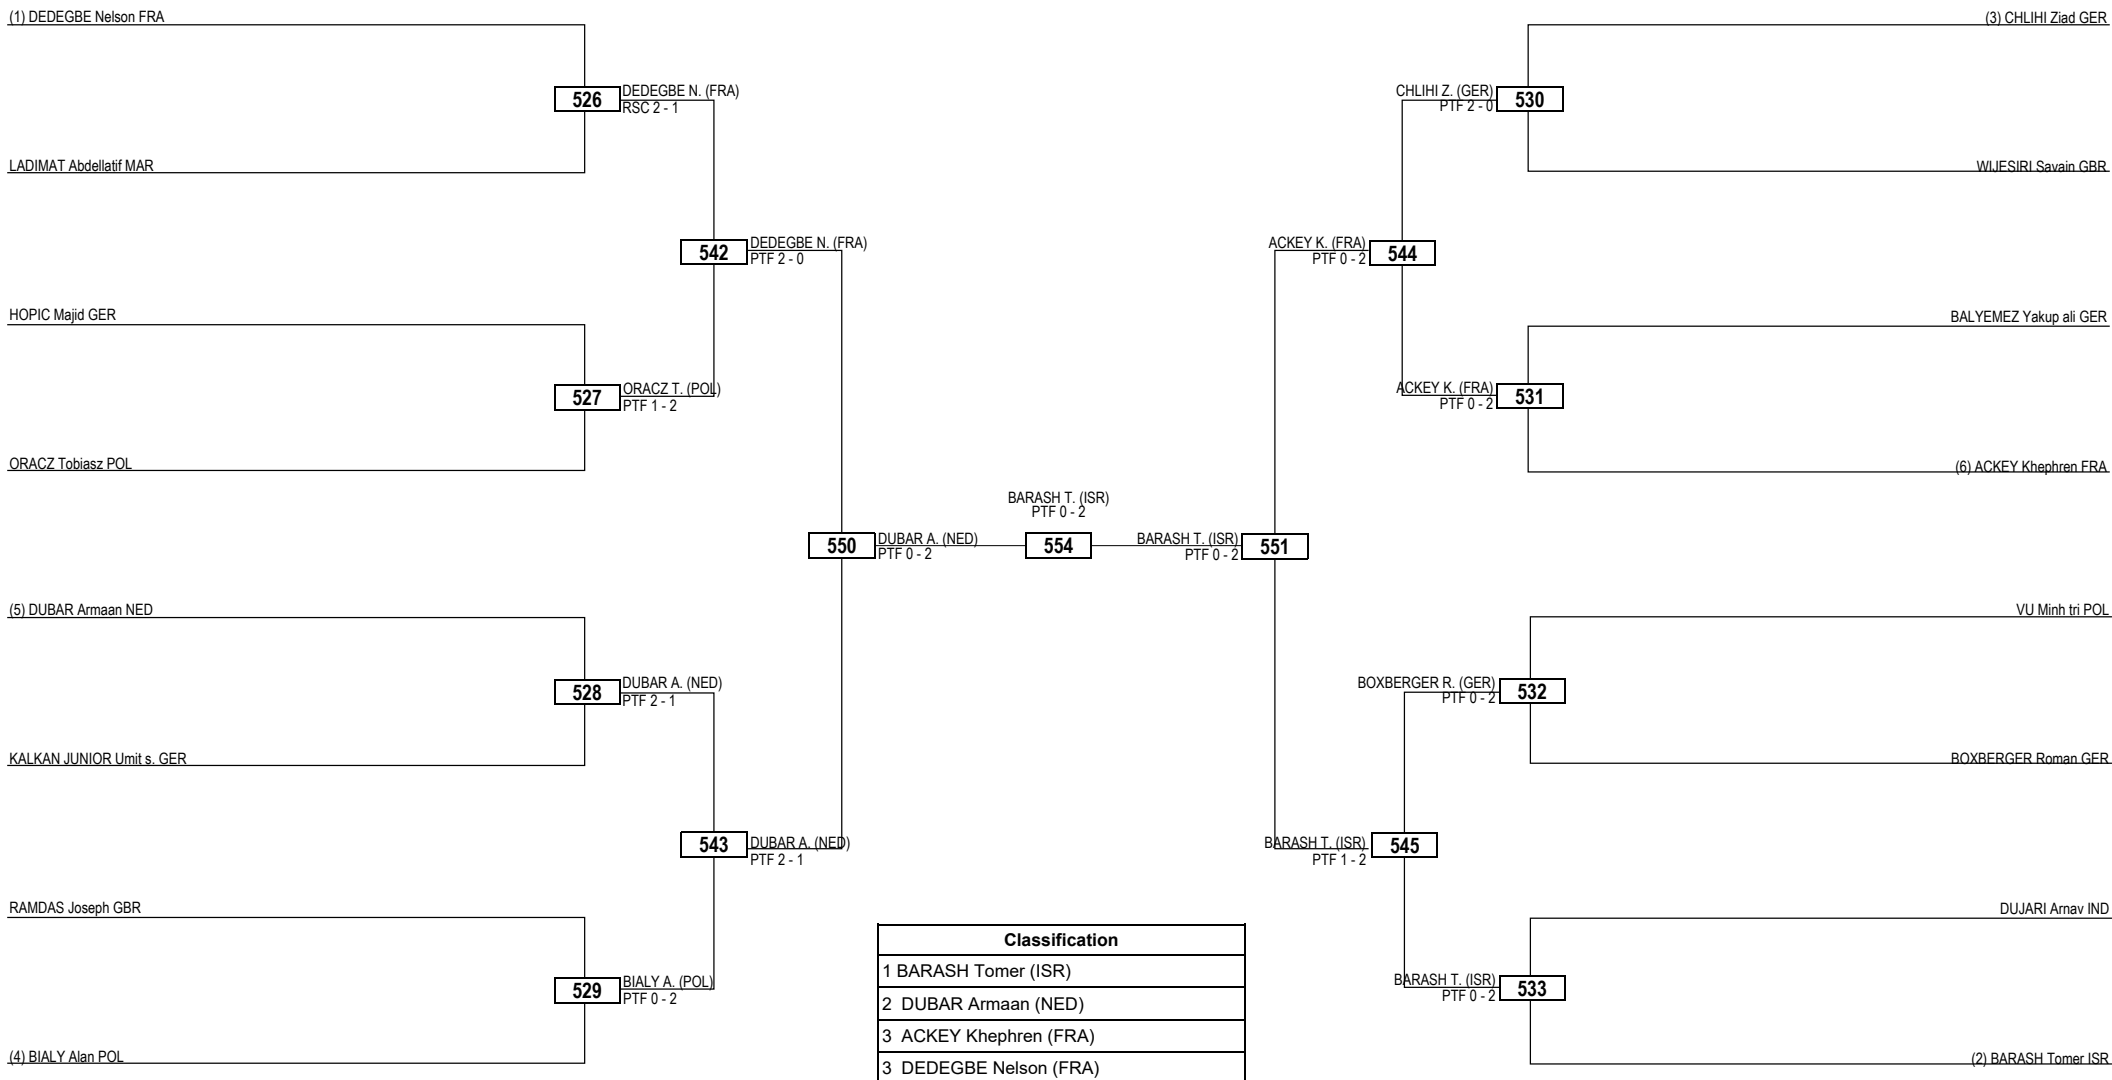 (1) DEDEGBE Nelson FRA
(3) CHLIHI Ziad GER
526
DEDEGBE N. (FRA)
RSC 2 - 1
CHLIHI Z. (GER)
PTF 2 - 0
530
LADIMAT Abdellatif MAR
WIJESIRI Savain GBR
542
DEDEGBE N. (FRA)
PTF 2 - 0
ACKEY K. (FRA)
PTF 0 - 2
544
HOPIC Majid GER
BALYEMEZ Yakup ali GER
527
ORACZ T. (POL)
PTF 1 - 2
ACKEY K. (FRA)
PTF 0 - 2
531
ORACZ Tobiasz POL
(6) ACKEY Khephren FRA
BARASH T. (ISR)
PTF 0 - 2
550
DUBAR A. (NED)
PTF 0 - 2
554
BARASH T. (ISR)
PTF 0 - 2
551
(5) DUBAR Armaan NED
VU Minh tri POL
528
DUBAR A. (NED)
PTF 2 - 1
BOXBERGER R. (GER)
PTF 0 - 2
532
KALKAN JUNIOR Umit s. GER
BOXBERGER Roman GER
543
DUBAR A. (NED)
PTF 2 - 1
BARASH T. (ISR)
PTF 1 - 2
545
RAMDAS Joseph GBR
DUJARI Arnav IND
529
BIALY A. (POL)
PTF 0 - 2
BARASH T. (ISR)
PTF 0 - 2
533
(4) BIALY Alan POL
(2) BARASH Tomer ISR
Classification
1 BARASH Tomer (ISR)
2 DUBAR Armaan (NED)
3 ACKEY Khephren (FRA)
3 DEDEGBE Nelson (FRA)